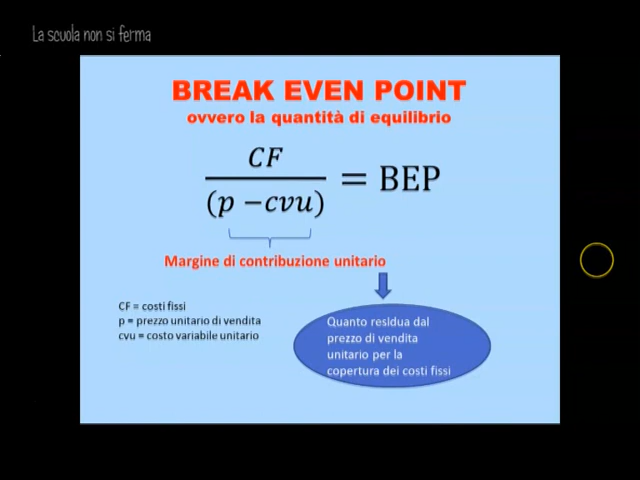 La scuola non si ferma
BREAK EVEN POINT
ovvero la quantità di equilibrio
CF
(p −cvu)
= BEP
Margine di contribuzione unitario
CF = costi fissi
p = prezzo unitario di vendita
cvu = costo variabile unitario
Quanto residua dal
prezzo di vendita
unitario per la
copertura dei costi fissi